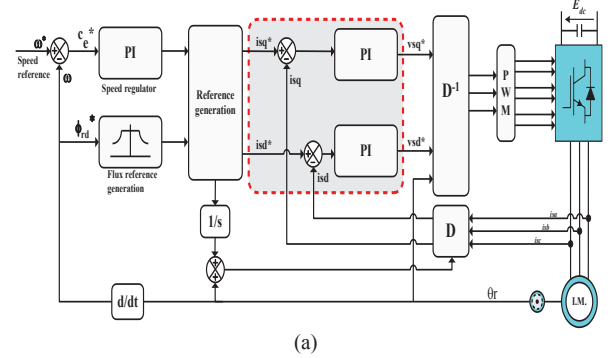 E_dc
ω*
c_e*
PI
isq*
PI
vsq*
Speed
reference
ω
Speed regulator
isq
D⁻¹
P
W
M
Reference
generation
ϕ_rd*
isd*
PI
vsd*
isd
Flux reference
generation
1/s
D
isa
isb
isc
d/dt
θr
I.M.
(a)